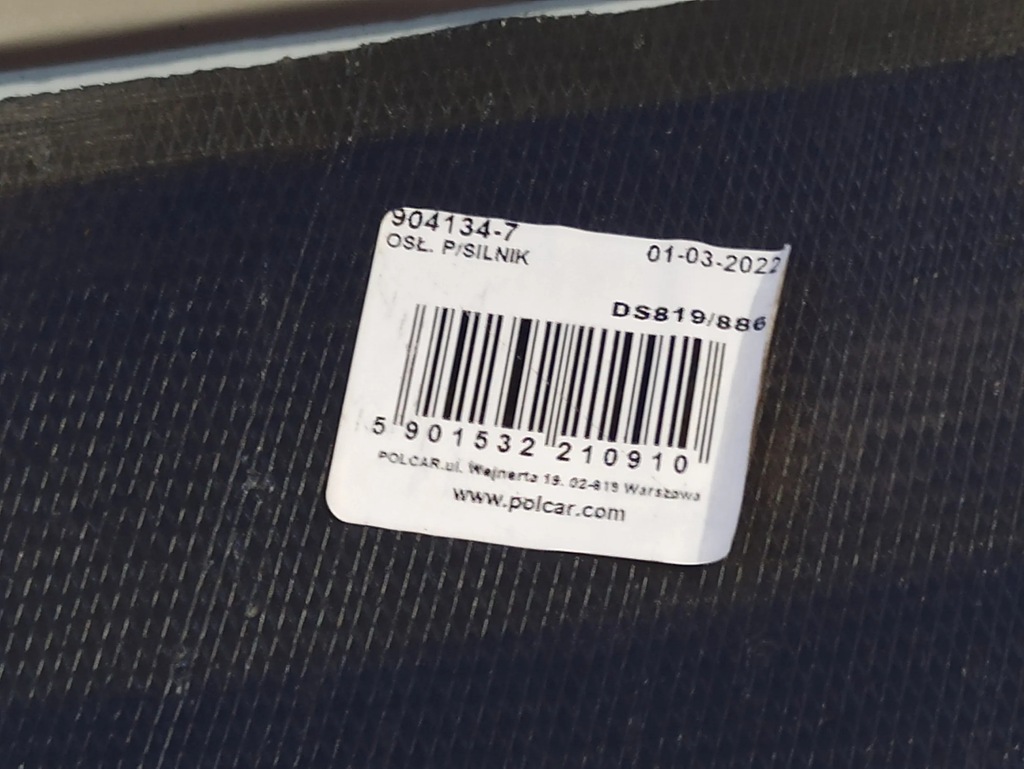 904134-7
OSŁ. P/SILNIK
01-03-2022
DS819/886
5 901532 210910
POLCAR.ul. Wejnerta 19. 02-619 Warszawa
www.polcar.com